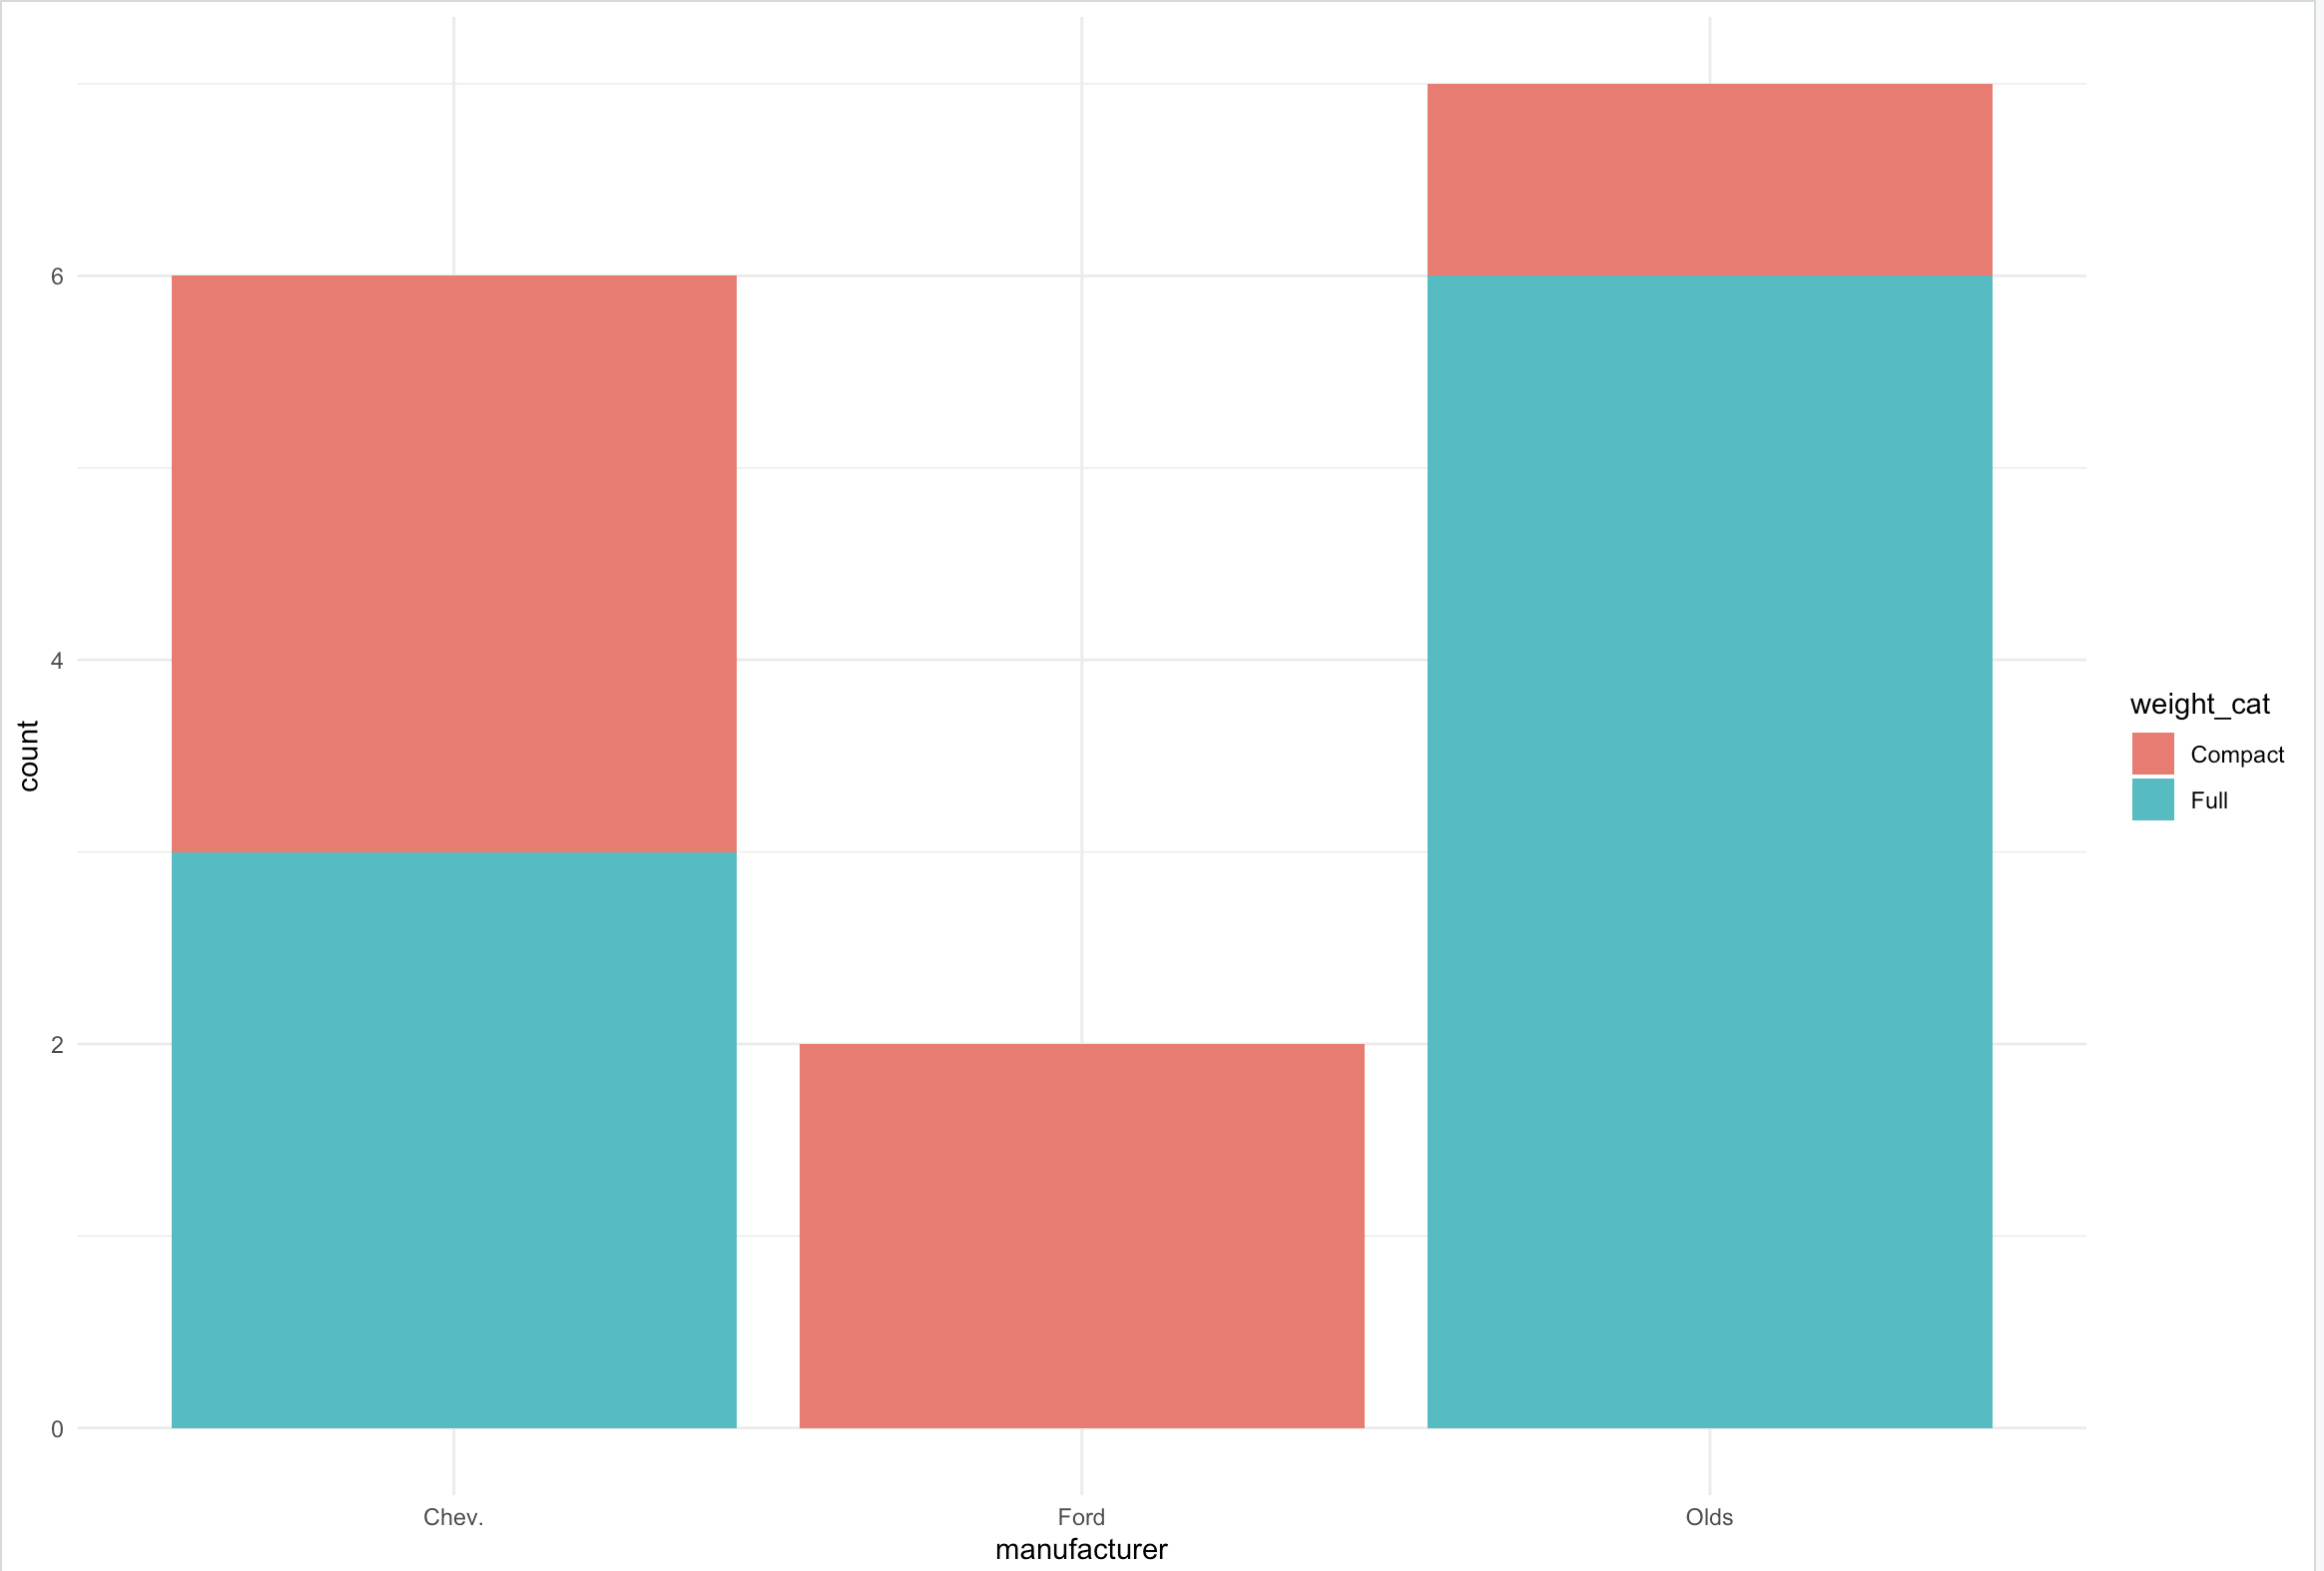 6
4
2
0
count
Chev.
Ford
Olds
manufacturer
weight_cat
Compact
Full